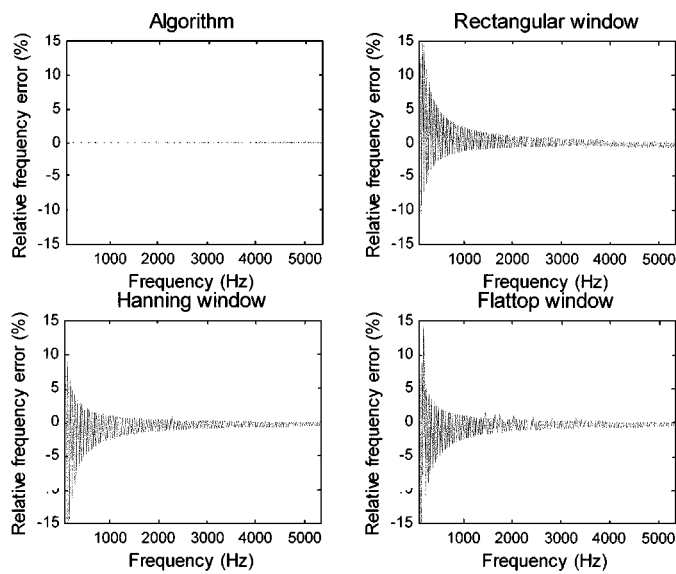 Algorithm
Relative frequency error (%)
15
10
5
0
-5
-10
-15
1000 2000 3000 4000 5000
Frequency (Hz)
Rectangular window
Relative frequency error (%)
15
10
5
0
-5
-10
-15
1000 2000 3000 4000 5000
Frequency (Hz)
Hanning window
Relative frequency error (%)
15
10
5
0
-5
-15
1000 2000 3000 4000 5000
Frequency (Hz)
Flattop window
Relative frequency error (%)
15
10
5
0
-5
-15
1000 2000 3000 4000 5000
Frequency (Hz)